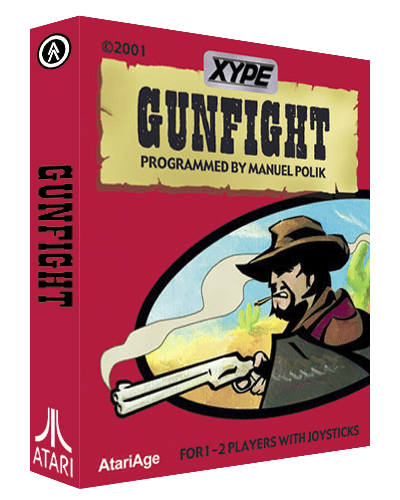 ©2001
XYPE
GUNFIGHT
PROGRAMMED BY MANUEL POLIK
FOR 1-2 PLAYERS WITH JOYSTICKS
AtariAge
GUNFIGHT
ATARI